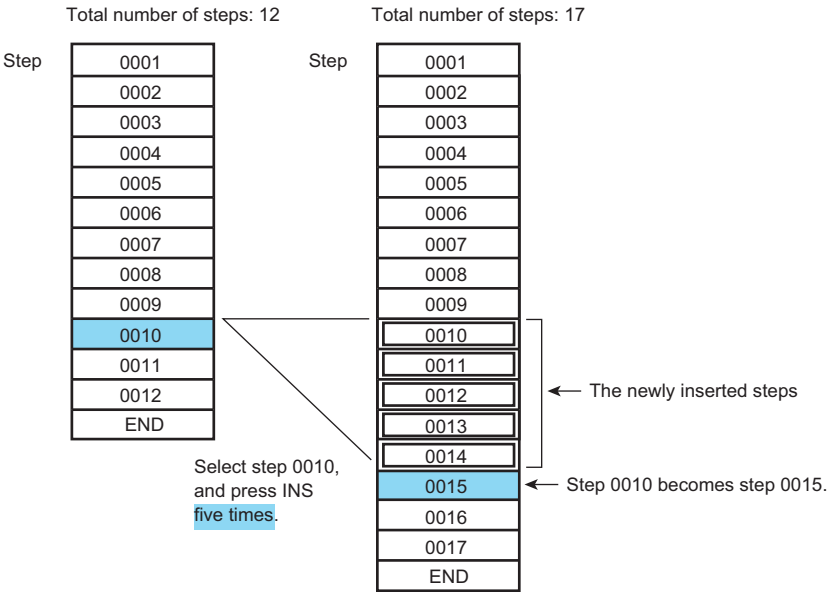 Total number of steps: 12
Total number of steps: 17
Step
0001
0002
0003
0004
0005
0006
0007
0008
0009
0010
0011
0012
END
Select step 0010,
and press INS
five times.
Step
0001
0002
0003
0004
0005
0006
0007
0008
0009
0010
0011
0012
0013
0014
0015
0016
0017
END
The newly inserted steps
Step 0010 becomes step 0015.